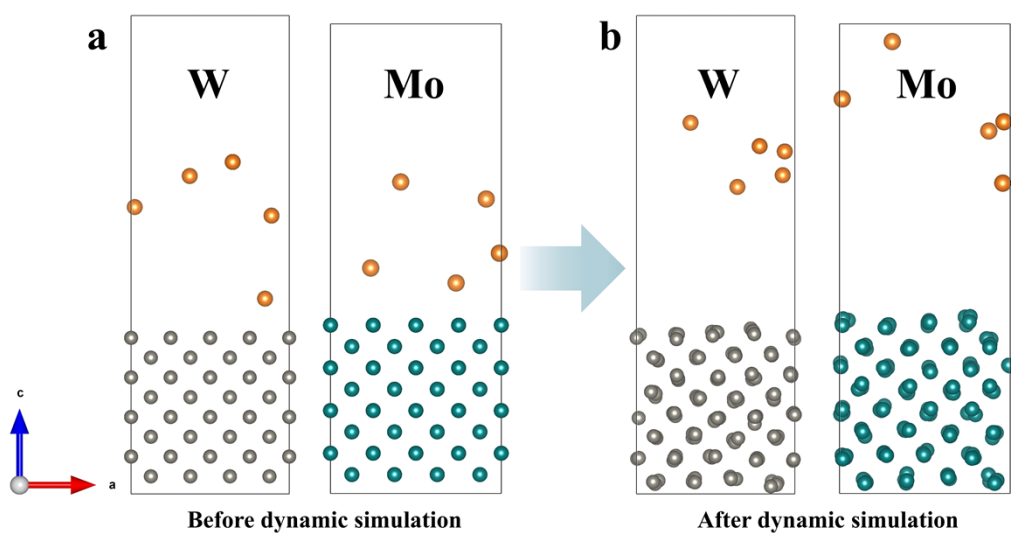 a
W
Mo
b
W
Mo
c
a
Before dynamic simulation
After dynamic simulation